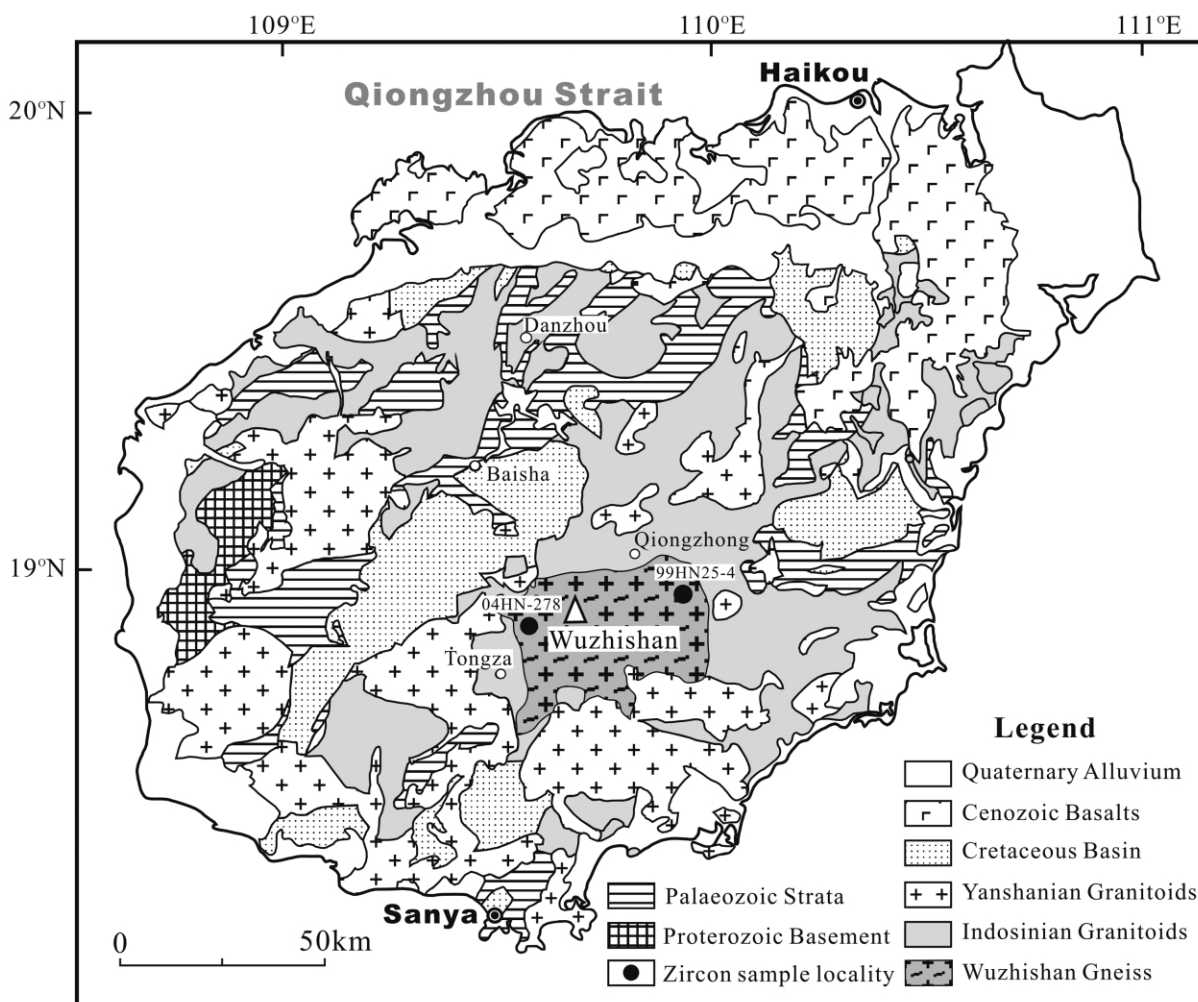 109°E
110°E
111°E
Haikou
Qiongzhou Strait
20°N
Danzhou
Baisha
Qiongzhong
19°N
99HN25-4
04HN-278
Wuzhishan
Tongza
Legend
Quaternary Alluvium
Cenozoic Basalts
Cretaceous Basin
Palaeozoic Strata
Yanshanian Granitoids
Sanya
Proterozoic Basement
Indosinian Granitoids
0 50km
Zircon sample locality
Wuzhishan Gneiss